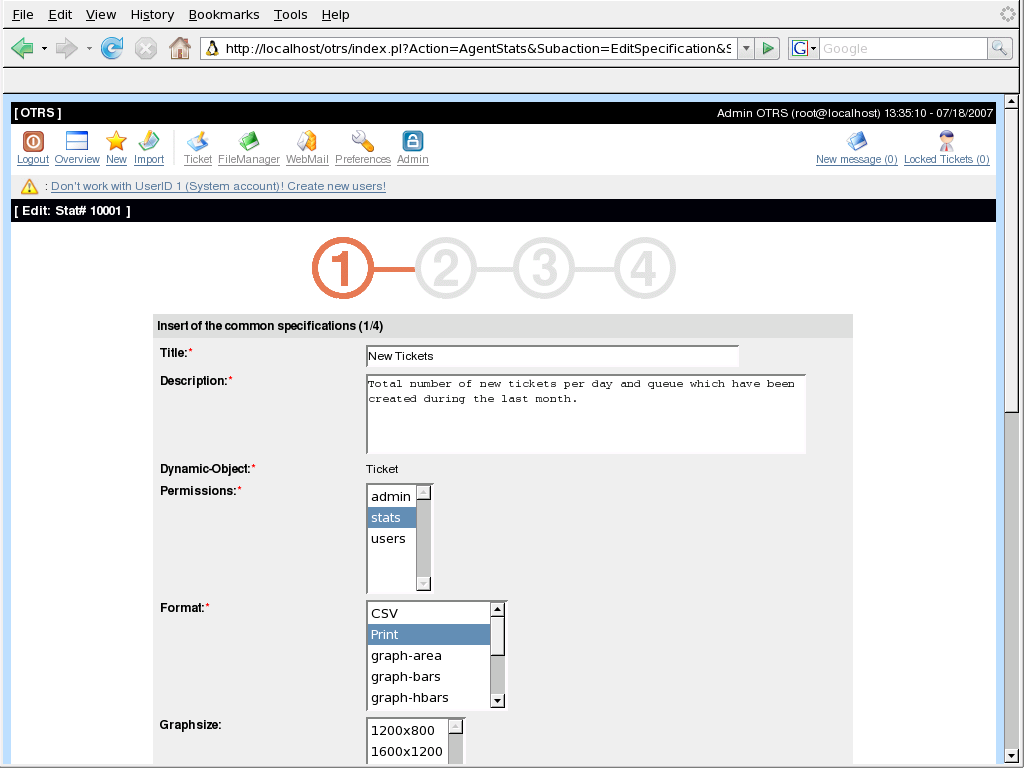 File Edit View History Bookmarks Tools Help
http://localhost/otrs/index.pl?Action=AgentStats&Subaction=EditSpecification&S
G Google
[ OTRS ] Admin OTRS (root@localhost) 13:35:10 - 07/18/2007
Logout Overview New Import Ticket FileManager WebMail Preferences Admin New message (0) Locked Tickets (0)
: Don't work with UserID 1 (System account)! Create new users!
[ Edit: Stat# 10001 ]
1 2 3 4
Insert of the common specifications (1/4)
Title:* New Tickets
Description:* Total number of new tickets per day and queue which have been
created during the last month.
Dynamic-Object:* Ticket
Permissions:*
admin
stats
users
Format:*
CSV
Print
graph-area
graph-bars
graph-hbars
Graphsize:
1200x800
1600x1200